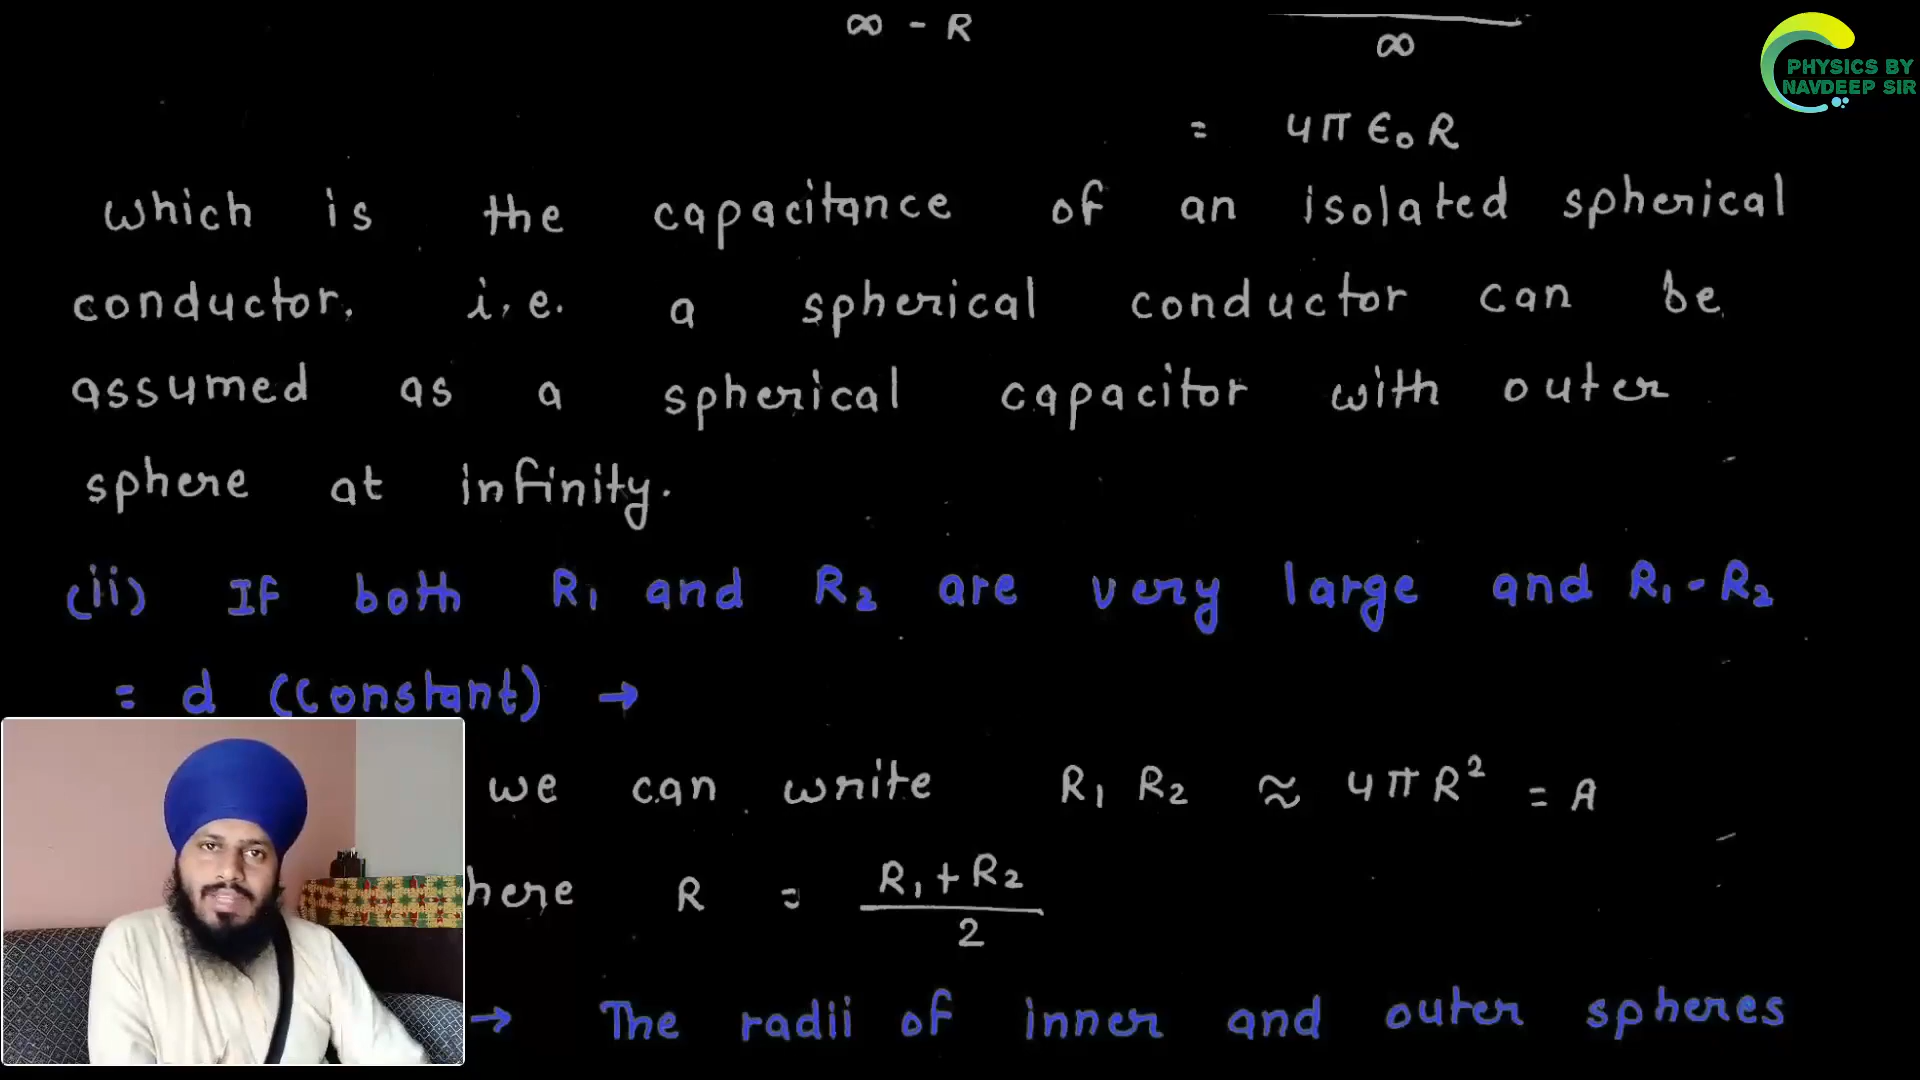 ∞ - R
∞
PHYSICS BY
NAVDEEP SIR
= 4π ϵ₀ R
which is the capacitance of an isolated spherical
conductor. i.e. a spherical conductor can be
assumed as a spherical capacitor with outer
sphere at infinity.
(ii) If both R₁ and R₂ are very large and R₁ - R₂
= d (constant) →
we can write R₁ R₂ ≈ 4π R² = A
here R = R₁ + R₂
2
→ The radii of inner and outer spheres